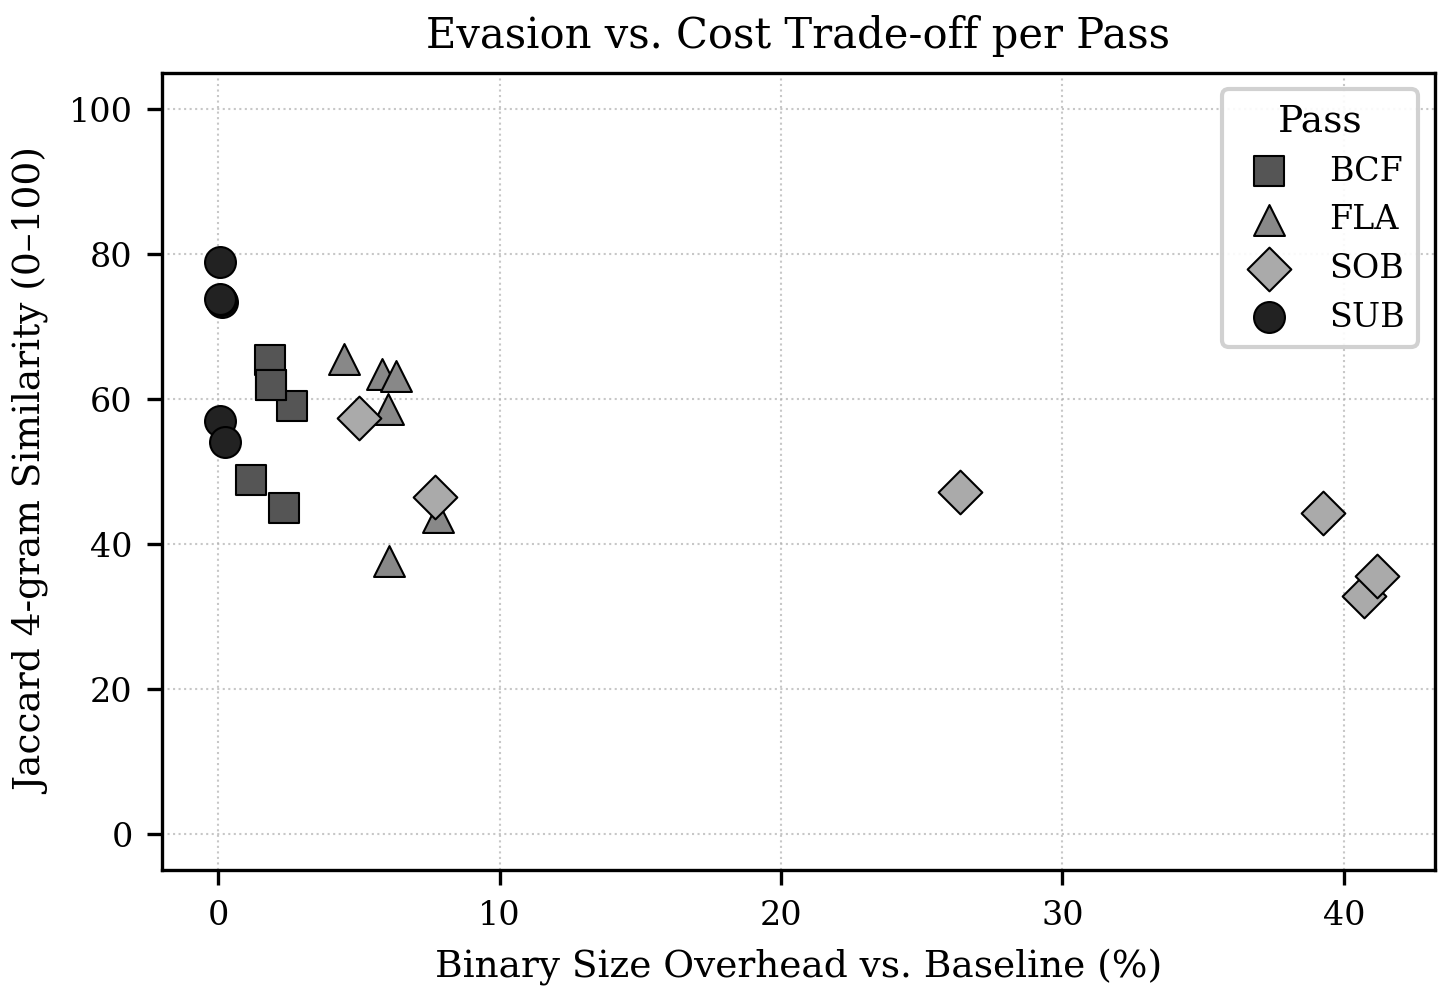 Evasion vs. Cost Trade-off per Pass
Jaccard 4-gram Similarity (0–100)
100
80
60
40
20
0
Pass
BCF
FLA
SOB
SUB
0 10 20 30 40
Binary Size Overhead vs. Baseline (%)